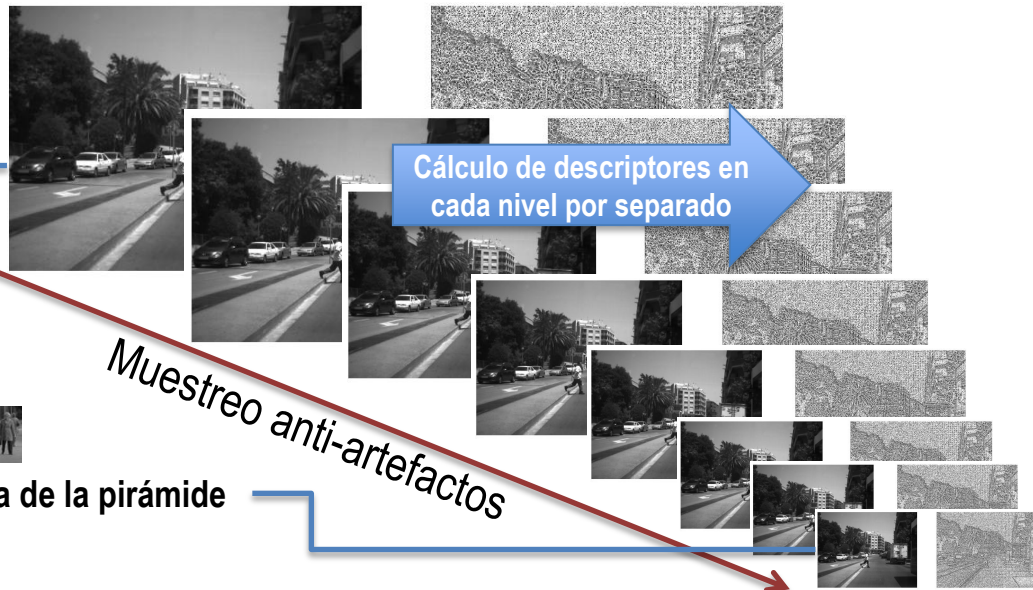 Cálculo de descriptores en
cada nivel por separado
Muestreo anti-artefactos
a de la pirámide